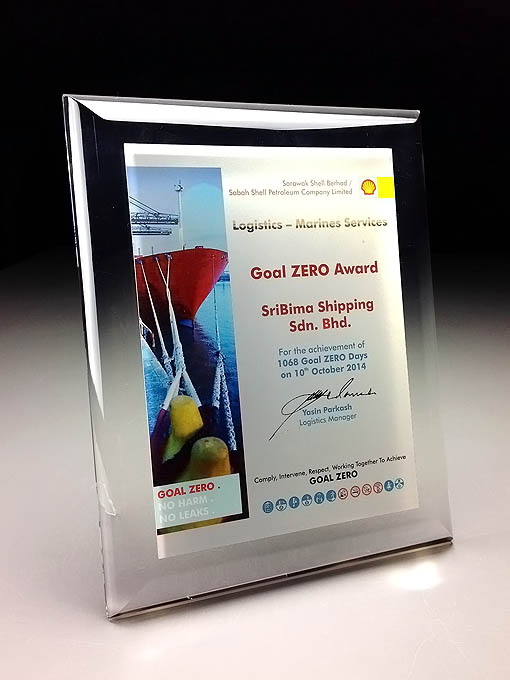 Sarawak Shell Berhad /
Sabah Shell Petroleum Company Limited
Logistics – Marines Services
Goal ZERO Award
SriBima Shipping
Sdn. Bhd.
For the achievement of
1068 Goal ZERO Days
on 10th October 2014
Yasin Parkash
Logistics Manager
Comply, Intervene, Respect, Working Together To Achieve
GOAL ZERO
GOAL ZERO .
NO HARM .
NO LEAKS .